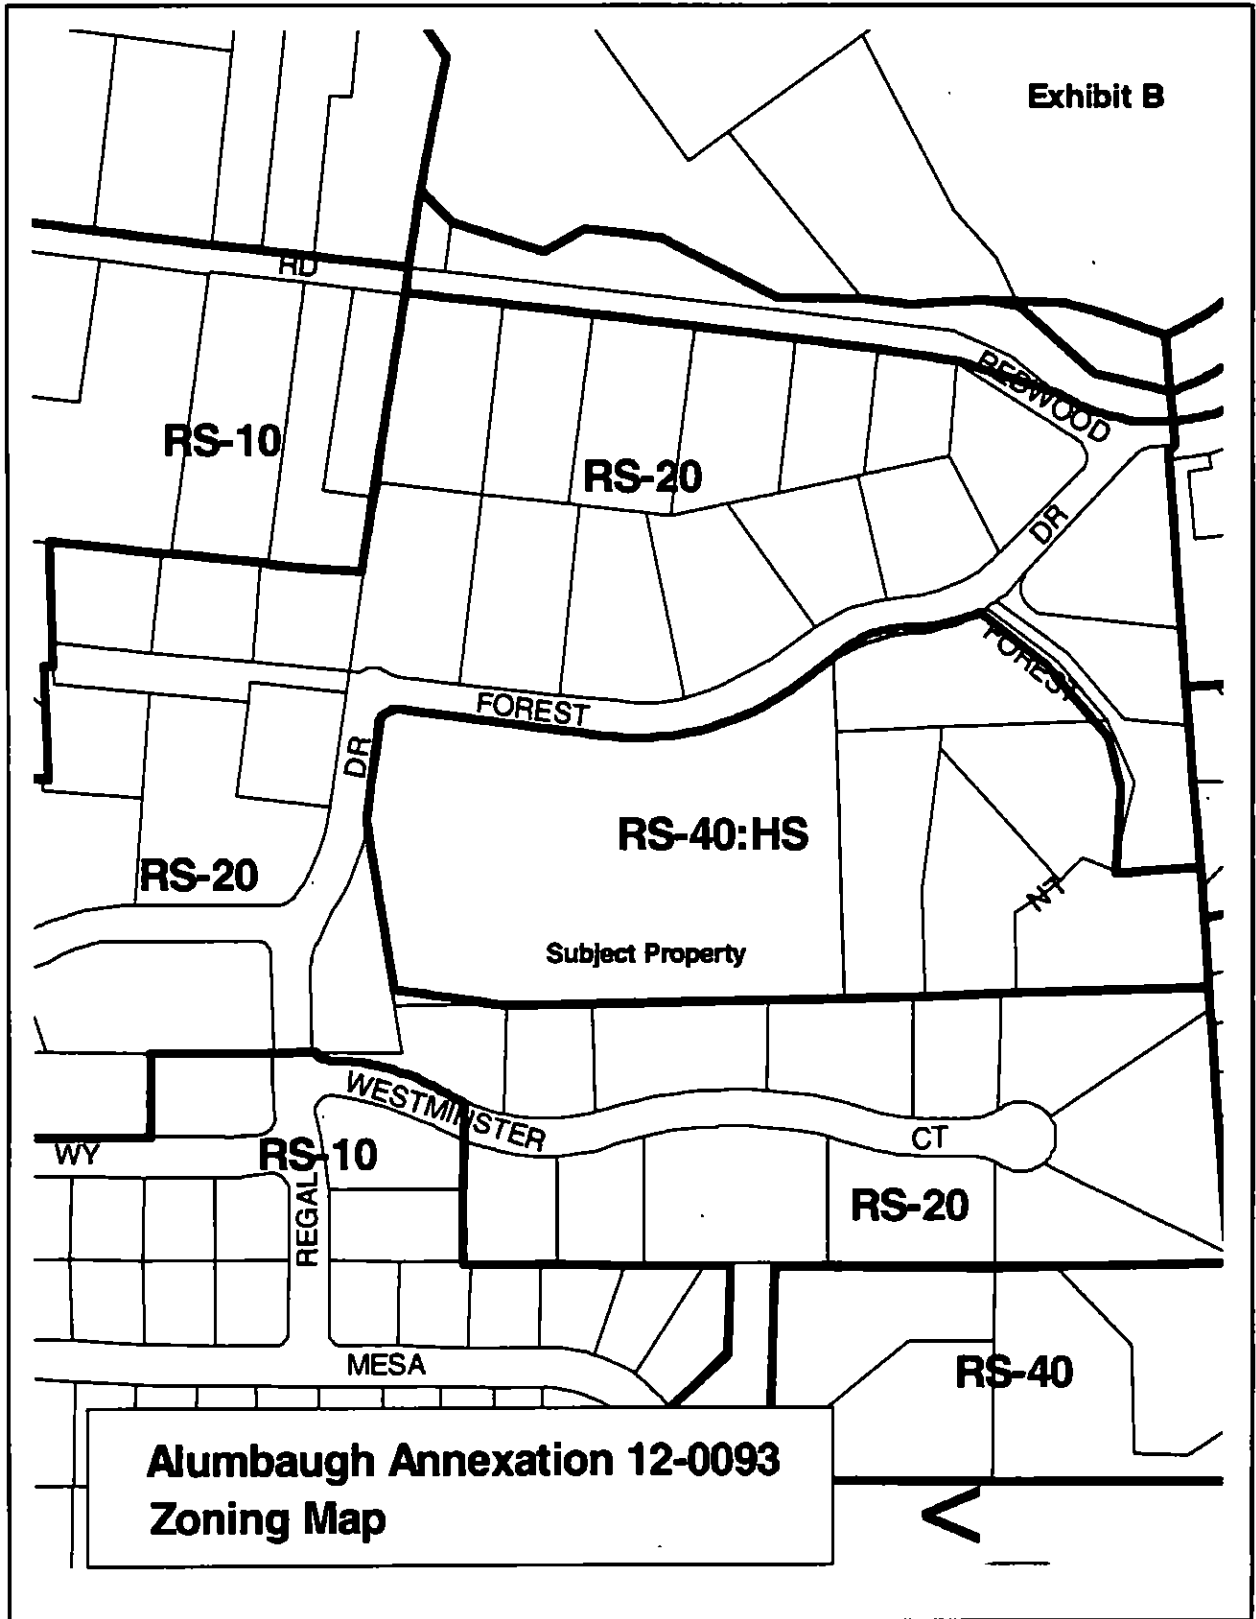 Exhibit B
RD
REDWOOD
RS-10
RS-20
DR
FOREST
FOREST
DR
RS-40:HS
RS-20
LN
Subject Property
WESTMINSTER
CT
WY
RS-10
RS-20
REGAL
MESA
RS-40
Alumbaugh Annexation 12-0093
Zoning Map